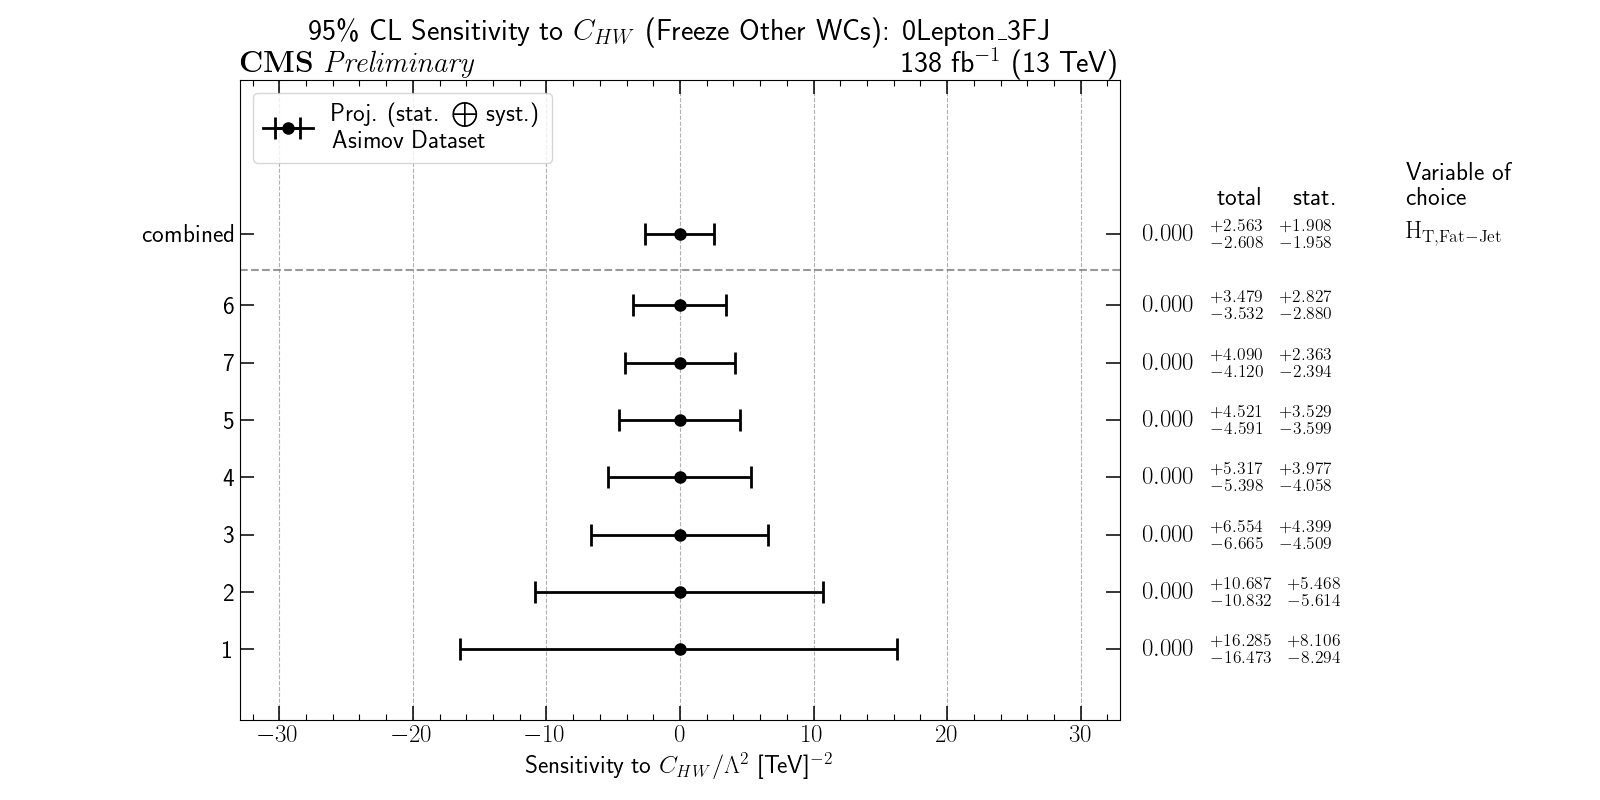 95% CL Sensitivity to C_{HW} (Freeze Other WCs): 0Lepton_3FJ
CMS Preliminary 138 fb⁻¹ (13 TeV)
Proj. (stat. ⨁ syst.)
Asimov Dataset
Variable of
total stat. choice
combined 0.000 +2.563 −2.608 +1.908 −1.958 H_{T,Fat−Jet}
6 0.000 +3.479 −3.532 +2.827 −2.880
7 0.000 +4.090 −4.120 +2.363 −2.394
5 0.000 +4.521 −4.591 +3.529 −3.599
4 0.000 +5.317 −5.398 +3.977 −4.058
3 0.000 +6.554 −6.665 +4.399 −4.509
2 0.000 +10.687 −10.832 +5.468 −5.614
1 0.000 +16.285 −16.473 +8.106 −8.294
−30 −20 −10 0 10 20 30
Sensitivity to C_{HW}/Λ² [TeV]⁻²